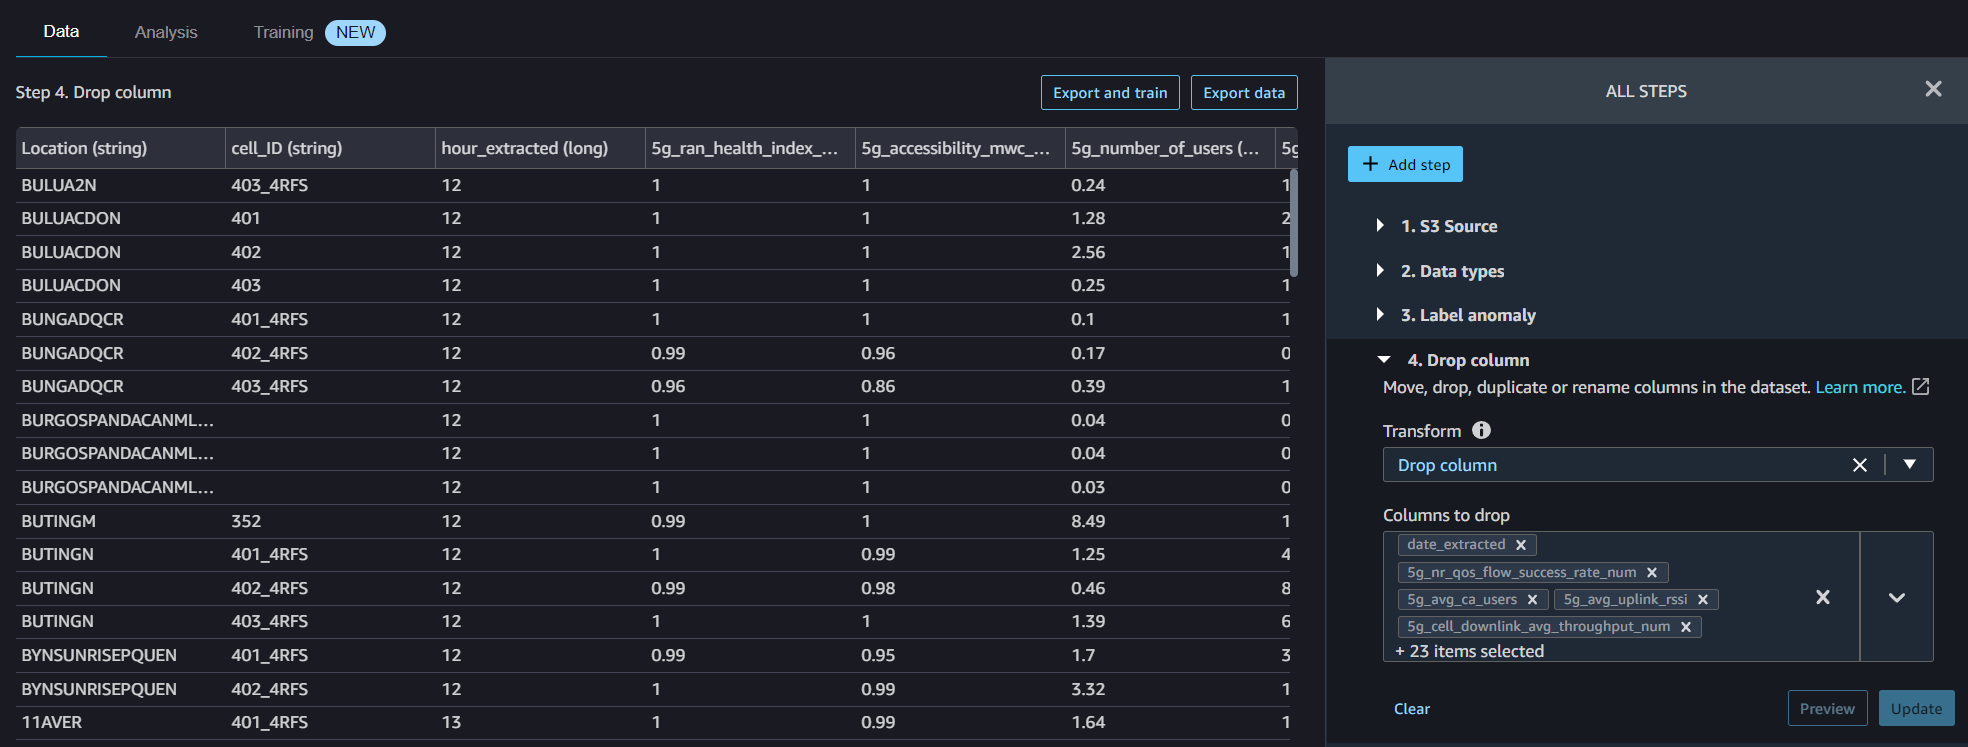 Data Analysis Training NEW
Step 4. Drop column Export and train Export data
Location (string) cell_ID (string) hour_extracted (long) 5g_ran_health_index_... 5g_accessibility_mwc_... 5g_number_of_users (... 5g
BULUA2N 403_4RFS 12 1 1 0.24 1
BULUACDON 401 12 1 1 1.28 2
BULUACDON 402 12 1 1 2.56 1
BULUACDON 403 12 1 1 0.25 1
BUNGADQCR 401_4RFS 12 1 1 0.1 1
BUNGADQCR 402_4RFS 12 0.99 0.96 0.17 0
BUNGADQCR 403_4RFS 12 0.96 0.86 0.39 1
BURGOSPANDACANML... 12 1 1 0.04 0
BURGOSPANDACANML... 12 1 1 0.04 0
BURGOSPANDACANML... 12 1 1 0.03 0
BUTINGM 352 12 0.99 1 8.49 1
BUTINGN 401_4RFS 12 1 0.99 1.25 4
BUTINGN 402_4RFS 12 0.99 0.98 0.46 8
BUTINGN 403_4RFS 12 1 1 1.39 6
BYNSUNRISEPQUEN 401_4RFS 12 0.99 0.95 1.7 3
BYNSUNRISEPQUEN 402_4RFS 12 1 0.99 3.32 1
11AVER 401_4RFS 13 1 0.99 1.64 1
ALL STEPS
+ Add step
1. S3 Source
2. Data types
3. Label anomaly
4. Drop column
Move, drop, duplicate or rename columns in the dataset. Learn more.
Transform
Drop column
Columns to drop
date_extracted
5g_nr_qos_flow_success_rate_num
5g_avg_ca_users 5g_avg_uplink_rssi
5g_cell_downlink_avg_throughput_num
+ 23 items selected
Clear Preview Update